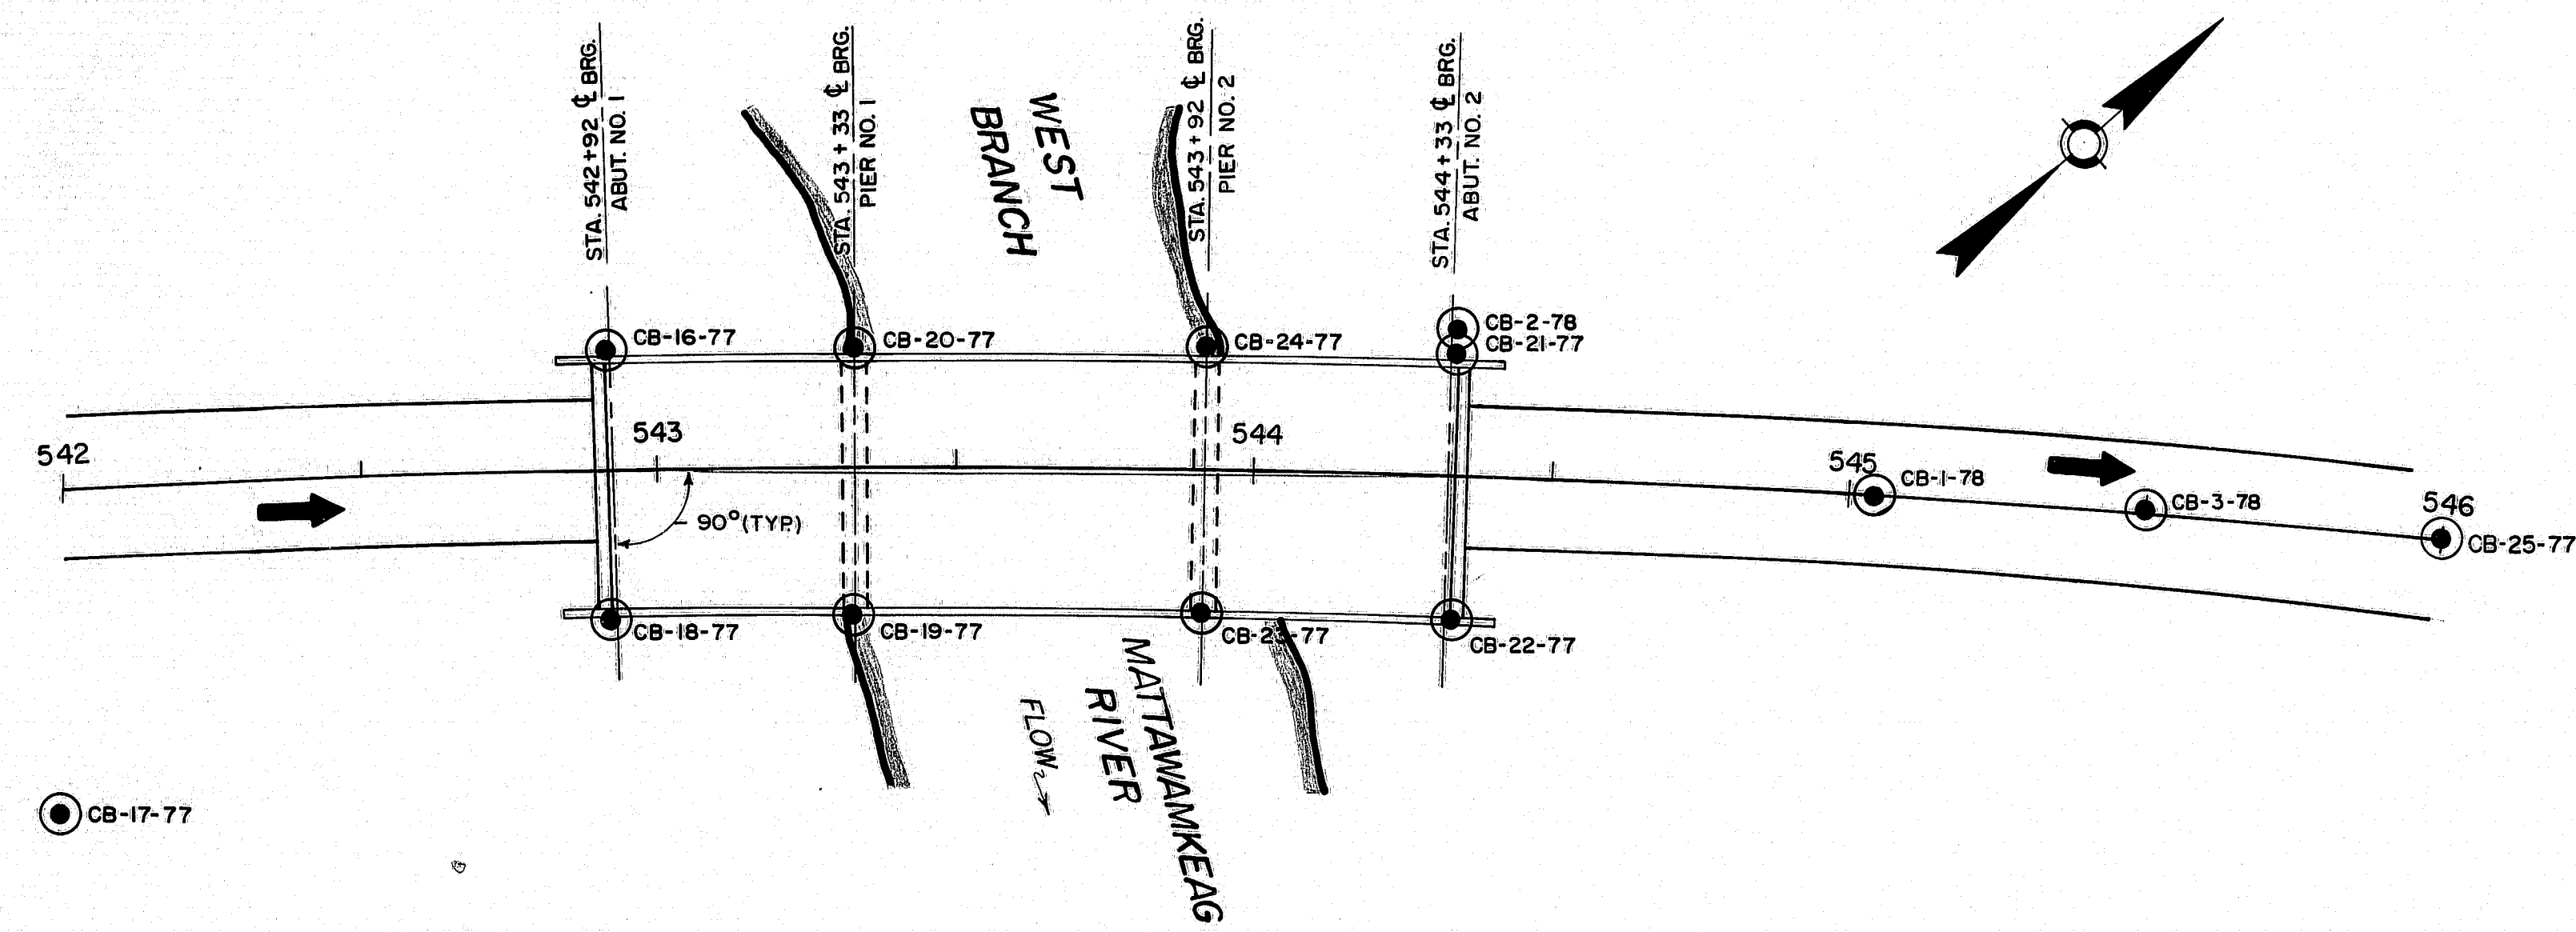 STA. 542+92 ℄ BRG.
ABUT. NO. 1
STA. 543+33 ℄ BRG.
PIER NO. 1
WEST
BRANCH
STA. 543+92 ℄ BRG.
PIER NO. 2
STA. 544+33 ℄ BRG.
ABUT. NO. 2
CB-16-77
CB-20-77
CB-24-77
CB-2-78
CB-21-77
542
543
544
545
CB-1-78
CB-3-78
546
CB-25-77
90° (TYP.)
CB-18-77
CB-19-77
CB-23-77
CB-22-77
MATTAWAMKEAG
RIVER
FLOW
CB-17-77